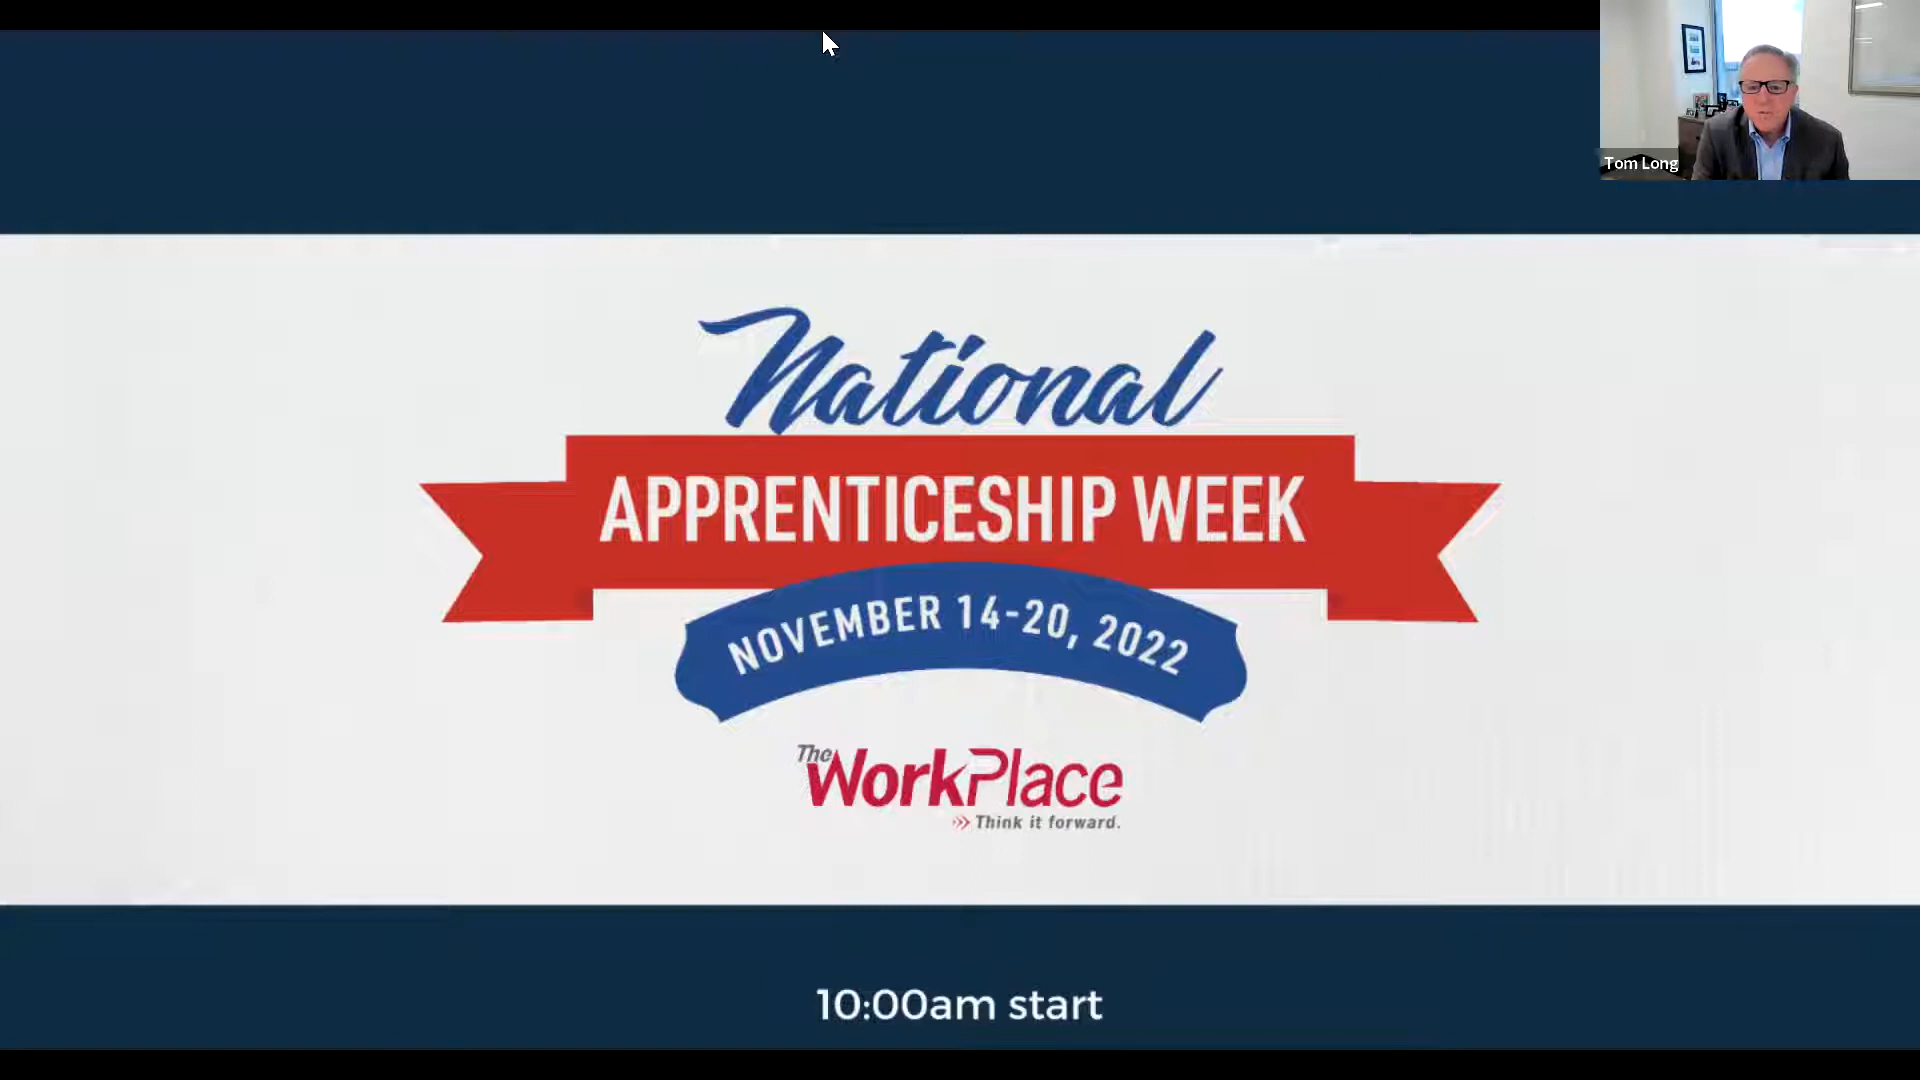 Tom Long
National
APPRENTICESHIP WEEK
NOVEMBER 14-20, 2022
The
WorkPlace
Think it forward.
10:00am start